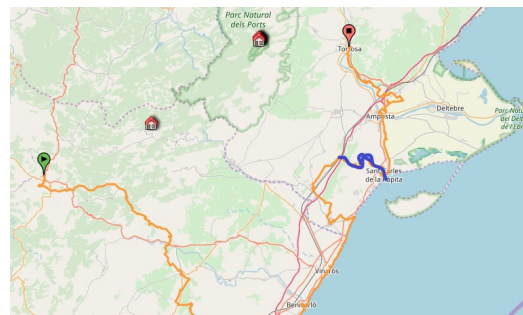 Parc Natural
dels Ports
Tortosa
Deltebre
Parc Natu
del Del
de l'Eb
Amposta
Sant Carles
de la Ràpita
Vinaròs
Benicarló